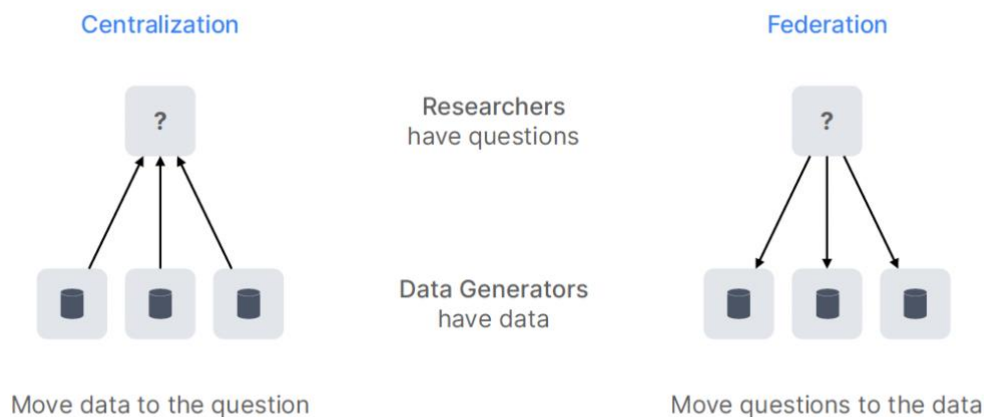 Centralization
Federation
?
Researchers
have questions
?
Data Generators
have data
Move data to the question
Move questions to the data